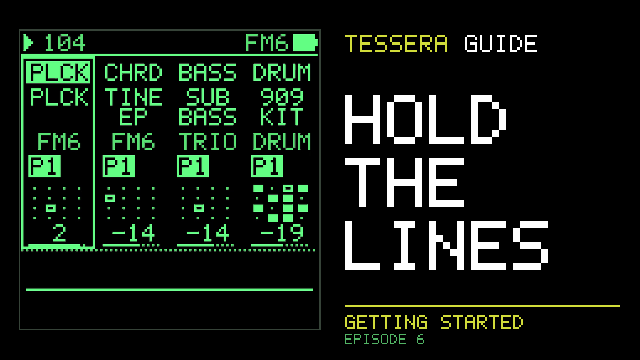 104 FM6
PLCK CHRD BASS DRUM
PLCK TINE SUB 909
EP BASS KIT
FM6 FM6 TRIO DRUM
P1 P1 P1 P1
2 -14 -14 -19
TESSERA GUIDE
HOLD
THE
LINES
GETTING STARTED
EPISODE 6